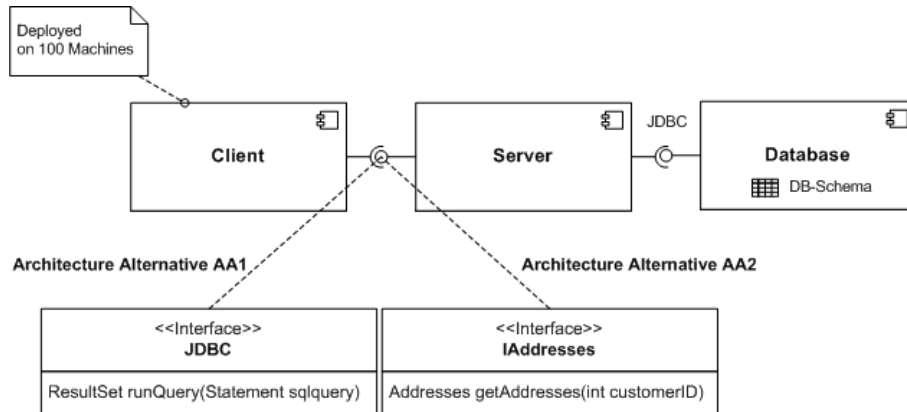 Deployed
on 100 Machines
Client
Server
JDBC
Database
DB-Schema
Architecture Alternative AA1
Architecture Alternative AA2
<<Interface>>
JDBC
ResultSet runQuery(Statement sqlquery)
<<Interface>>
IAddresses
Addresses getAddresses(int customerID)